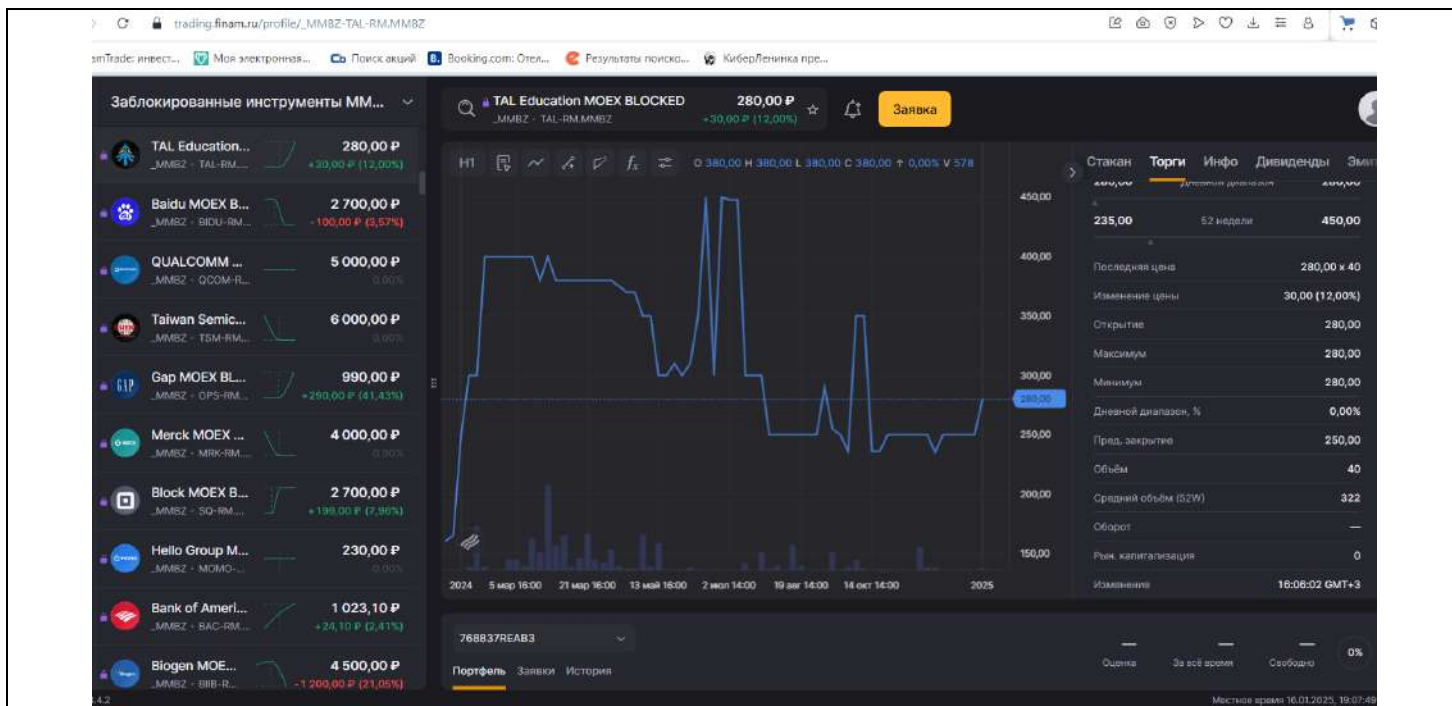 trading.finam.ru/profile/_MMBZ-TAL-RM.MMBZ
amTrade: инвест... Моя электронная... Поиск акций Booking.com: Отел... Результаты поиска... КиберЛенинка пре...
Заблокированные инструменты ММ...
TAL Education MOEX BLOCKED 280,00 ₽
_MMBZ · TAL-RM.MMBZ +30,00 ₽ (12,00%)
Заявка
TAL Education... 280,00 ₽
_MMBZ · TAL-RM.... +30,00 ₽ (12,00%)
Baidu MOEX B... 2 700,00 ₽
_MMBZ · BIDU-RM... -100,00 ₽ (3,57%)
QUALCOMM ... 5 000,00 ₽
_MMBZ · QCOM-R... 0,00%
Taiwan Semic... 6 000,00 ₽
_MMBZ · TSM-RM... 0,00%
Gap MOEX BL... 990,00 ₽
_MMBZ · GPS-RM... +290,00 ₽ (41,43%)
Merck MOEX ... 4 000,00 ₽
_MMBZ · MRK-RM... 0,00%
Block MOEX B... 2 700,00 ₽
_MMBZ · SQ-RM.... +199,00 ₽ (7,96%)
Hello Group M... 230,00 ₽
_MMBZ · MOMO-... 0,00%
Bank of Ameri... 1 023,10 ₽
_MMBZ · BAC-RM... +24,10 ₽ (2,41%)
Biogen MOE... 4 500,00 ₽
_MMBZ · BIIB-R... -1 200,00 ₽ (21,05%)
H1 O 380,00 H 380,00 L 380,00 C 380,00 ↑ 0,00% V 578
450,00
400,00
350,00
300,00
280,00
250,00
200,00
150,00
2024 5 мар 16:00 21 мар 16:00 13 май 16:00 2 июл 14:00 19 авг 14:00 14 окт 14:00 2025
Стакан Торги Инфо Дивиденды Эмит
280,00 Дневной диапазон 280,00
235,00 52 недели 450,00
Последняя цена 280,00 x 40
Изменение цены 30,00 (12,00%)
Открытие 280,00
Максимум 280,00
Минимум 280,00
Дневной диапазон, % 0,00%
Пред. закрытие 250,00
Объём 40
Средний объём (52W) 322
Оборот —
Рын. капитализация 0
Изменение 16:06:02 GMT+3
768837REAB3
Портфель Заявки История
— — — 0%
Оценка За всё время Свободно
.4.2
Местное время 16.01.2025, 19:07:49